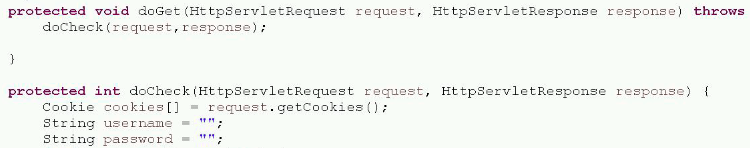 protected void doGet(HttpServletRequest request, HttpServletResponse response) throws
doCheck(request,response);
}
protected int doCheck(HttpServletRequest request, HttpServletResponse response) {
Cookie cookies[] = request.getCookies();
String username = "";
String password = "";